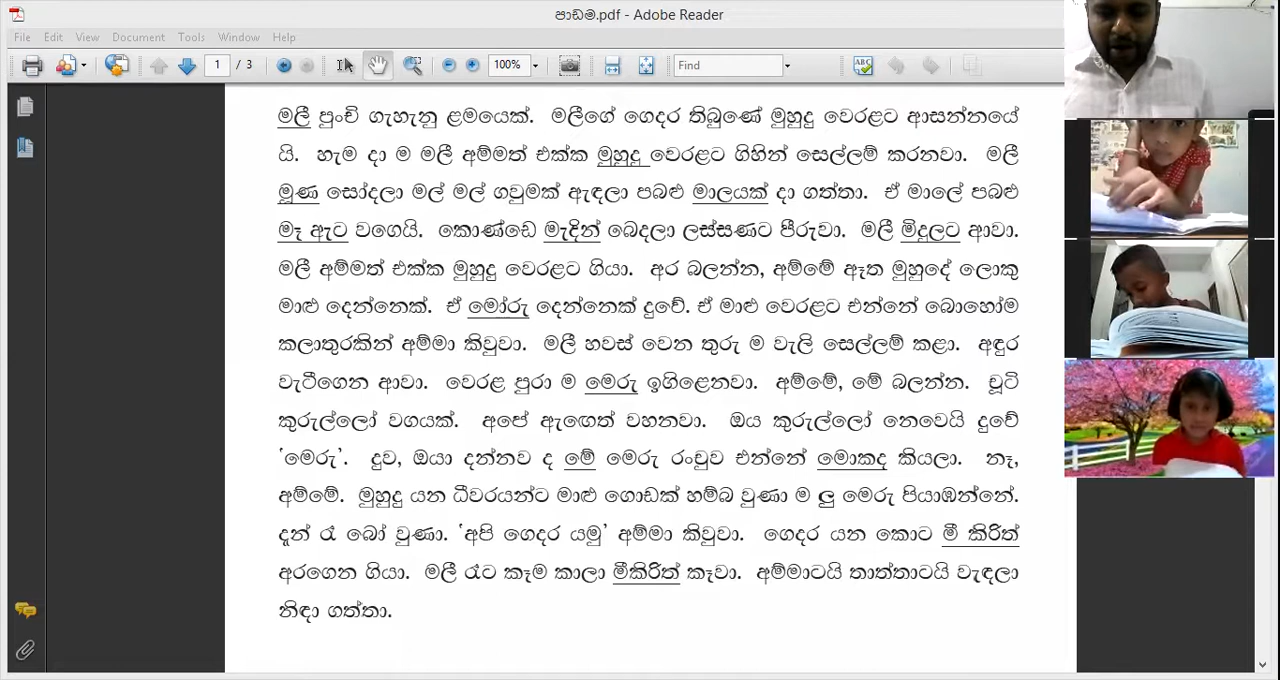 පාඩම.pdf - Adobe Reader
File Edit View Document Tools Window Help
1 / 3 100% Find
මලී පුංචි ගැහැනු ළමයෙක්. මලීගේ ගෙදර තිබුණේ මුහුදු වෙරළට ආසන්නයේ
යි. හැම දා ම මලී අම්මත් එක්ක මුහුදු වෙරළට ගිහින් සෙල්ලම් කරනවා. මලී
මූණ සෝදලා මල් මල් ගවුමක් ඇඳලා පබළු මාලයක් දා ගත්තා. ඒ මාලේ පබළු
මෑ ඇට වගෙයි. කොණ්ඩෙ මැදින් බෙදලා ලස්සණට පීරුවා. මලී මිදුලට ආවා.
මලී අම්මත් එක්ක මුහුදු වෙරළට ගියා. අර බලන්න, අම්මේ ඈත මුහුදේ ලොකු
මාළු දෙන්නෙක්. ඒ මෝරු දෙන්නෙක් දුවේ. ඒ මාළු වෙරළට එන්නේ බොහෝම
කලාතුරකින් අම්මා කිවුවා. මලී හවස් වෙන තුරු ම වැලි සෙල්ලම් කළා. අඳුර
වැටීගෙන ආවා. වෙරළ පුරා ම මෙරු ඉගිළෙනවා. අම්මේ, මේ බලන්න. චූටි
කුරුල්ලෝ වගයක්. අපේ ඇඟෙත් වහනවා. ඔය කුරුල්ලෝ නෙවෙයි දුවේ
‘මෙරු’. දුව, ඔයා දන්නව ද මේ මෙරු රංචුව එන්නේ මොකද කියලා. නෑ,
අම්මේ. මුහුදු යන ධීවරයන්ට මාළු ගොඩක් හම්බ වුණා ම ලු මෙරු පියාඹන්නේ.
දැන් රෑ බෝ වුණා. ‘අපි ගෙදර යමු’ අම්මා කිවුවා. ගෙදර යන කොට මී කිරිත්
අරගෙන ගියා. මලී රෑට කෑම කාලා මීකිරිත් කෑවා. අම්මාටයි තාත්තාටයි වැඳලා
නිඳා ගත්තා.